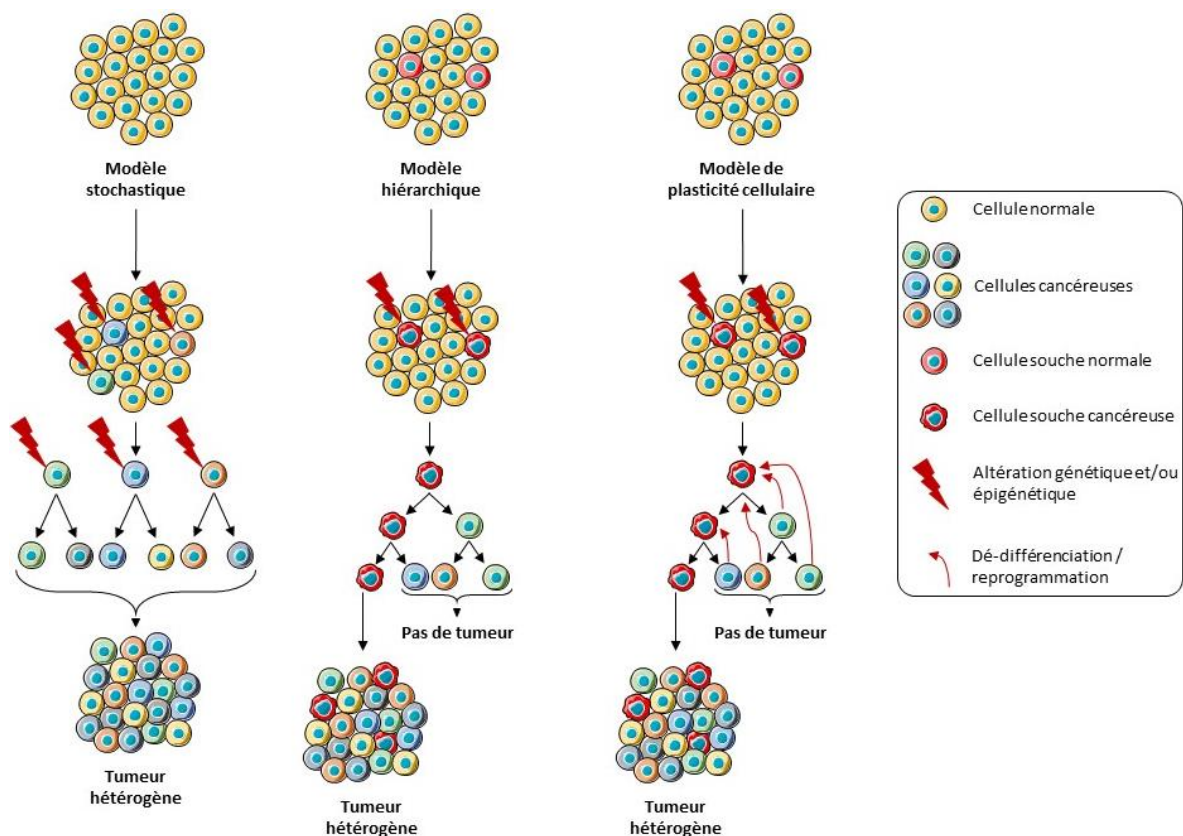 Modèle
stochastique
Modèle
hiérarchique
Modèle de
plasticité cellulaire
Cellule normale
Cellules cancéreuses
Cellule souche normale
Cellule souche cancéreuse
Altération génétique et/ou
épigénétique
Dé-différenciation /
reprogrammation
Pas de tumeur
Pas de tumeur
Tumeur
hétérogène
Tumeur
hétérogène
Tumeur
hétérogène